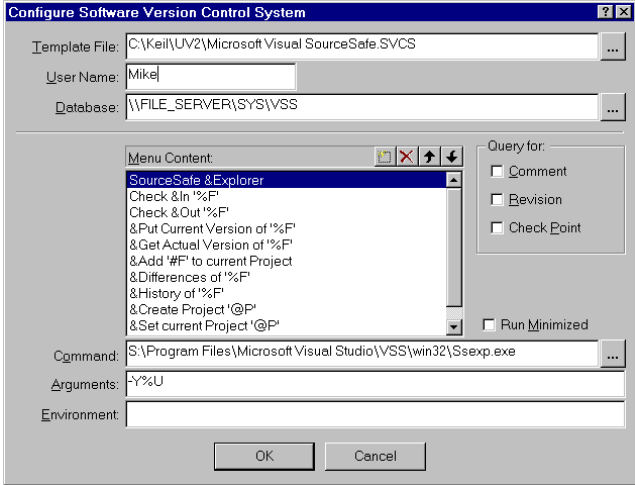 Configure Software Version Control System
Template File: C:\Keil\UV2\Microsoft Visual SourceSafe.SVCS ...
User Name: Mike
Database: \\FILE_SERVER\SYS\VSS ...
Menu Content:
Query for:
SourceSafe &Explorer
Check &In '%F'
Check &Out '%F'
&Put Current Version of '%F'
&Get Actual Version of '%F'
&Add '#F' to current Project
&Differences of '%F'
&History of '%F'
&Create Project '@P'
&Set current Project '@P'
Comment
Revision
Check Point
Run Minimized
Command: S:\Program Files\Microsoft Visual Studio\VSS\win32\Ssexp.exe ...
Arguments: -Y%U
Environment:
OK Cancel